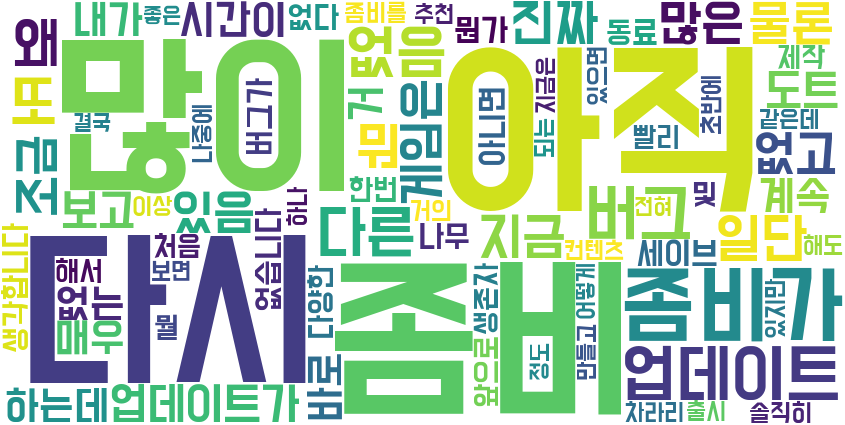 왜
내가
좋은
시간이
없다
좀비를
추천
뭔가
진짜
동료
많은
물론
또
많이
없음
아직
제작
도트
결국
나중에
버그가
거
게임은
뭐
아니면
되는
지금은
있으면
빨리
초반에
같은데
없고
조금
보고
이상
있음
없습니다
하나
한번
다른
거의
나무
지금
컨텐츠
버그
전혀
및
계속
일단
해도
세이브
생각합니다
해서
없는
처음
보면
매우
뭘
다시
다양한
바로
좀비
생존자
앞으로
정도
만들고
어떻게
좀비가
있지만
업데이트
하는데
업데이트가
차라리
출시
솔직히